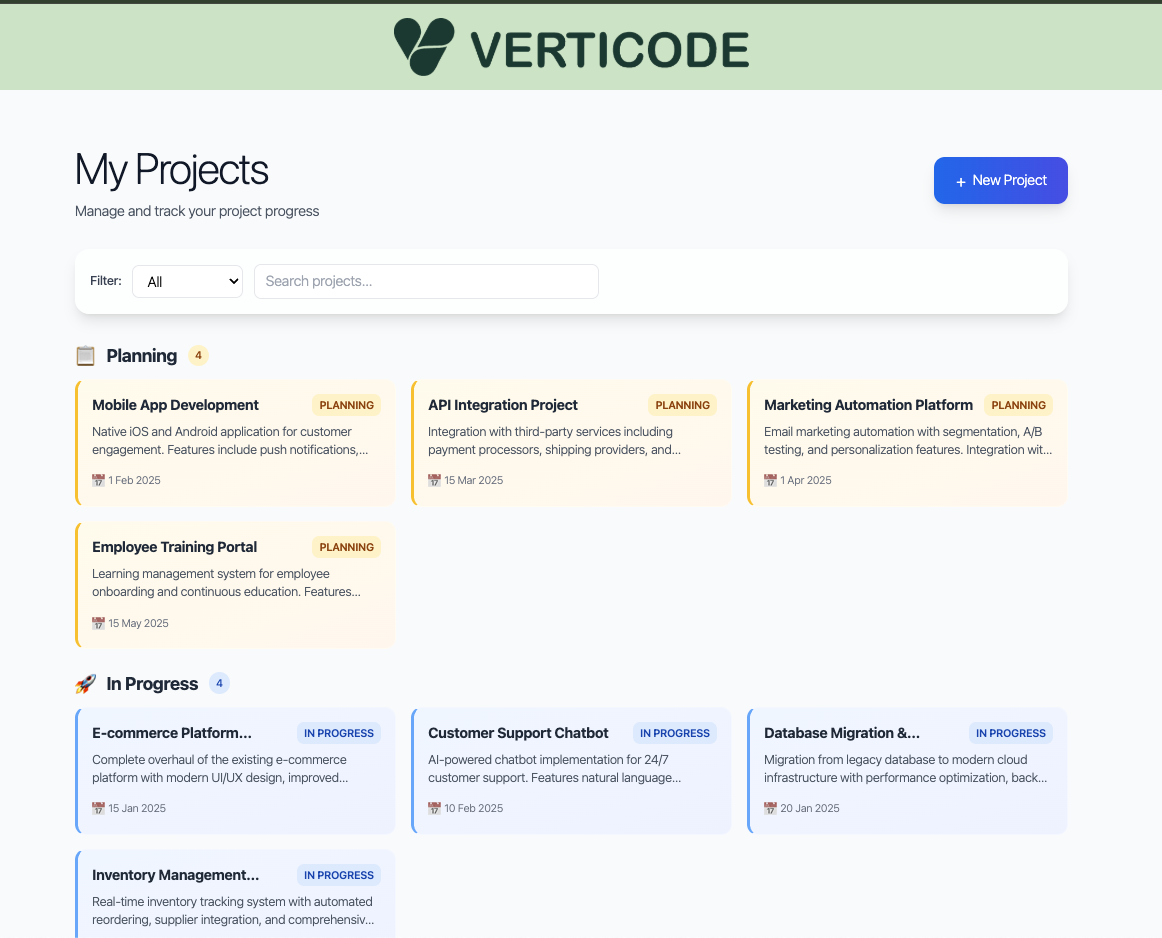 VERTICODE
My Projects
+ New Project
Manage and track your project progress
Filter: All Search projects...
Planning 4
Mobile App Development PLANNING
Native iOS and Android application for customer
engagement. Features include push notifications,...
17 1 Feb 2025
API Integration Project PLANNING
Integration with third-party services including
payment processors, shipping providers, and...
17 15 Mar 2025
Marketing Automation Platform PLANNING
Email marketing automation with segmentation, A/B
testing, and personalization features. Integration wit...
17 1 Apr 2025
Employee Training Portal PLANNING
Learning management system for employee
onboarding and continuous education. Features...
17 15 May 2025
In Progress 4
E-commerce Platform... IN PROGRESS
Complete overhaul of the existing e-commerce
platform with modern UI/UX design, improved...
17 15 Jan 2025
Customer Support Chatbot IN PROGRESS
AI-powered chatbot implementation for 24/7
customer support. Features natural language...
17 10 Feb 2025
Database Migration &... IN PROGRESS
Migration from legacy database to modern cloud
infrastructure with performance optimization, back...
17 20 Jan 2025
Inventory Management... IN PROGRESS
Real-time inventory tracking system with automated
reordering, supplier integration, and comprehensiv...